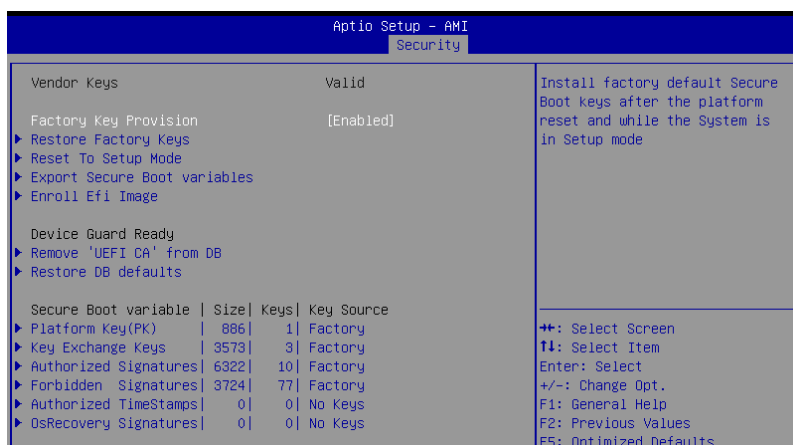 Aptio Setup - AMI
Security
Vendor Keys Valid
Factory Key Provision [Enabled]
Restore Factory Keys
Reset To Setup Mode
Export Secure Boot variables
Enroll Efi Image
Device Guard Ready
Remove 'UEFI CA' from DB
Restore DB defaults
Secure Boot variable | Size| Keys| Key Source
Platform Key(PK) | 886| 1| Factory
Key Exchange Keys | 3573| 3| Factory
Authorized Signatures| 6322| 10| Factory
Forbidden Signatures| 3724| 77| Factory
Authorized TimeStamps| 0| 0| No Keys
OsRecovery Signatures| 0| 0| No Keys
Install factory default Secure
Boot keys after the platform
reset and while the System is
in Setup mode
→←: Select Screen
↑↓: Select Item
Enter: Select
+/-: Change Opt.
F1: General Help
F2: Previous Values
F5: Optimized Defaults